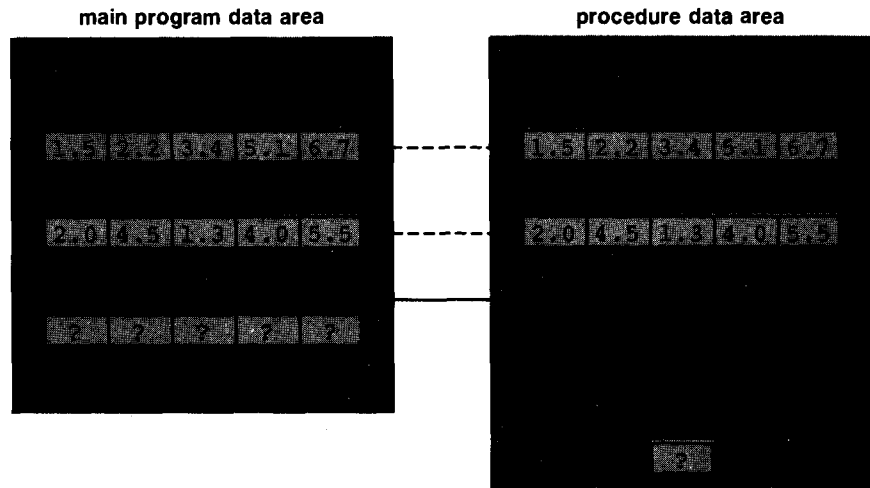 main program data area
procedure data area
1.5 2.2 3.4 5.1 6.7
1.5 2.2 3.4 5.1 6.7
2.0 4.5 1.3 4.0 5.5
2.0 4.5 1.3 4.0 5.5
? ? ? ? ?
?